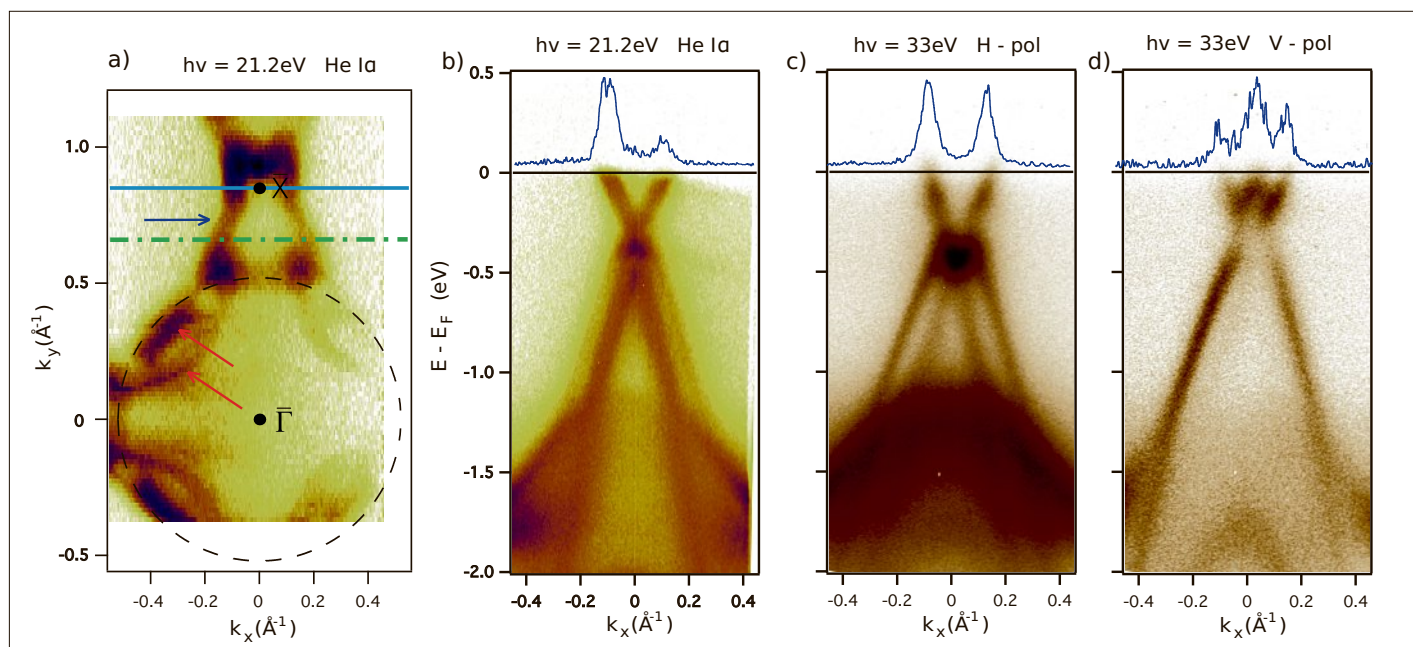 a)
hν = 21.2eV He Iα
1.0
0.5
0
-0.5
k_y(Å⁻¹)
X̄
Γ̄
-0.4 -0.2 0 0.2 0.4
k_x(Å⁻¹)
b)
hν = 21.2eV He Iα
0.5
0
-0.5
-1.0
-1.5
-2.0
E - E_F (eV)
-0.4 -0.2 0 0.2 0.4
k_x(Å⁻¹)
c)
hν = 33eV H - pol
-0.4 -0.2 0 0.2 0.4
k_x(Å⁻¹)
d)
hν = 33eV V - pol
-0.4 -0.2 0 0.2 0.4
k_x(Å⁻¹)